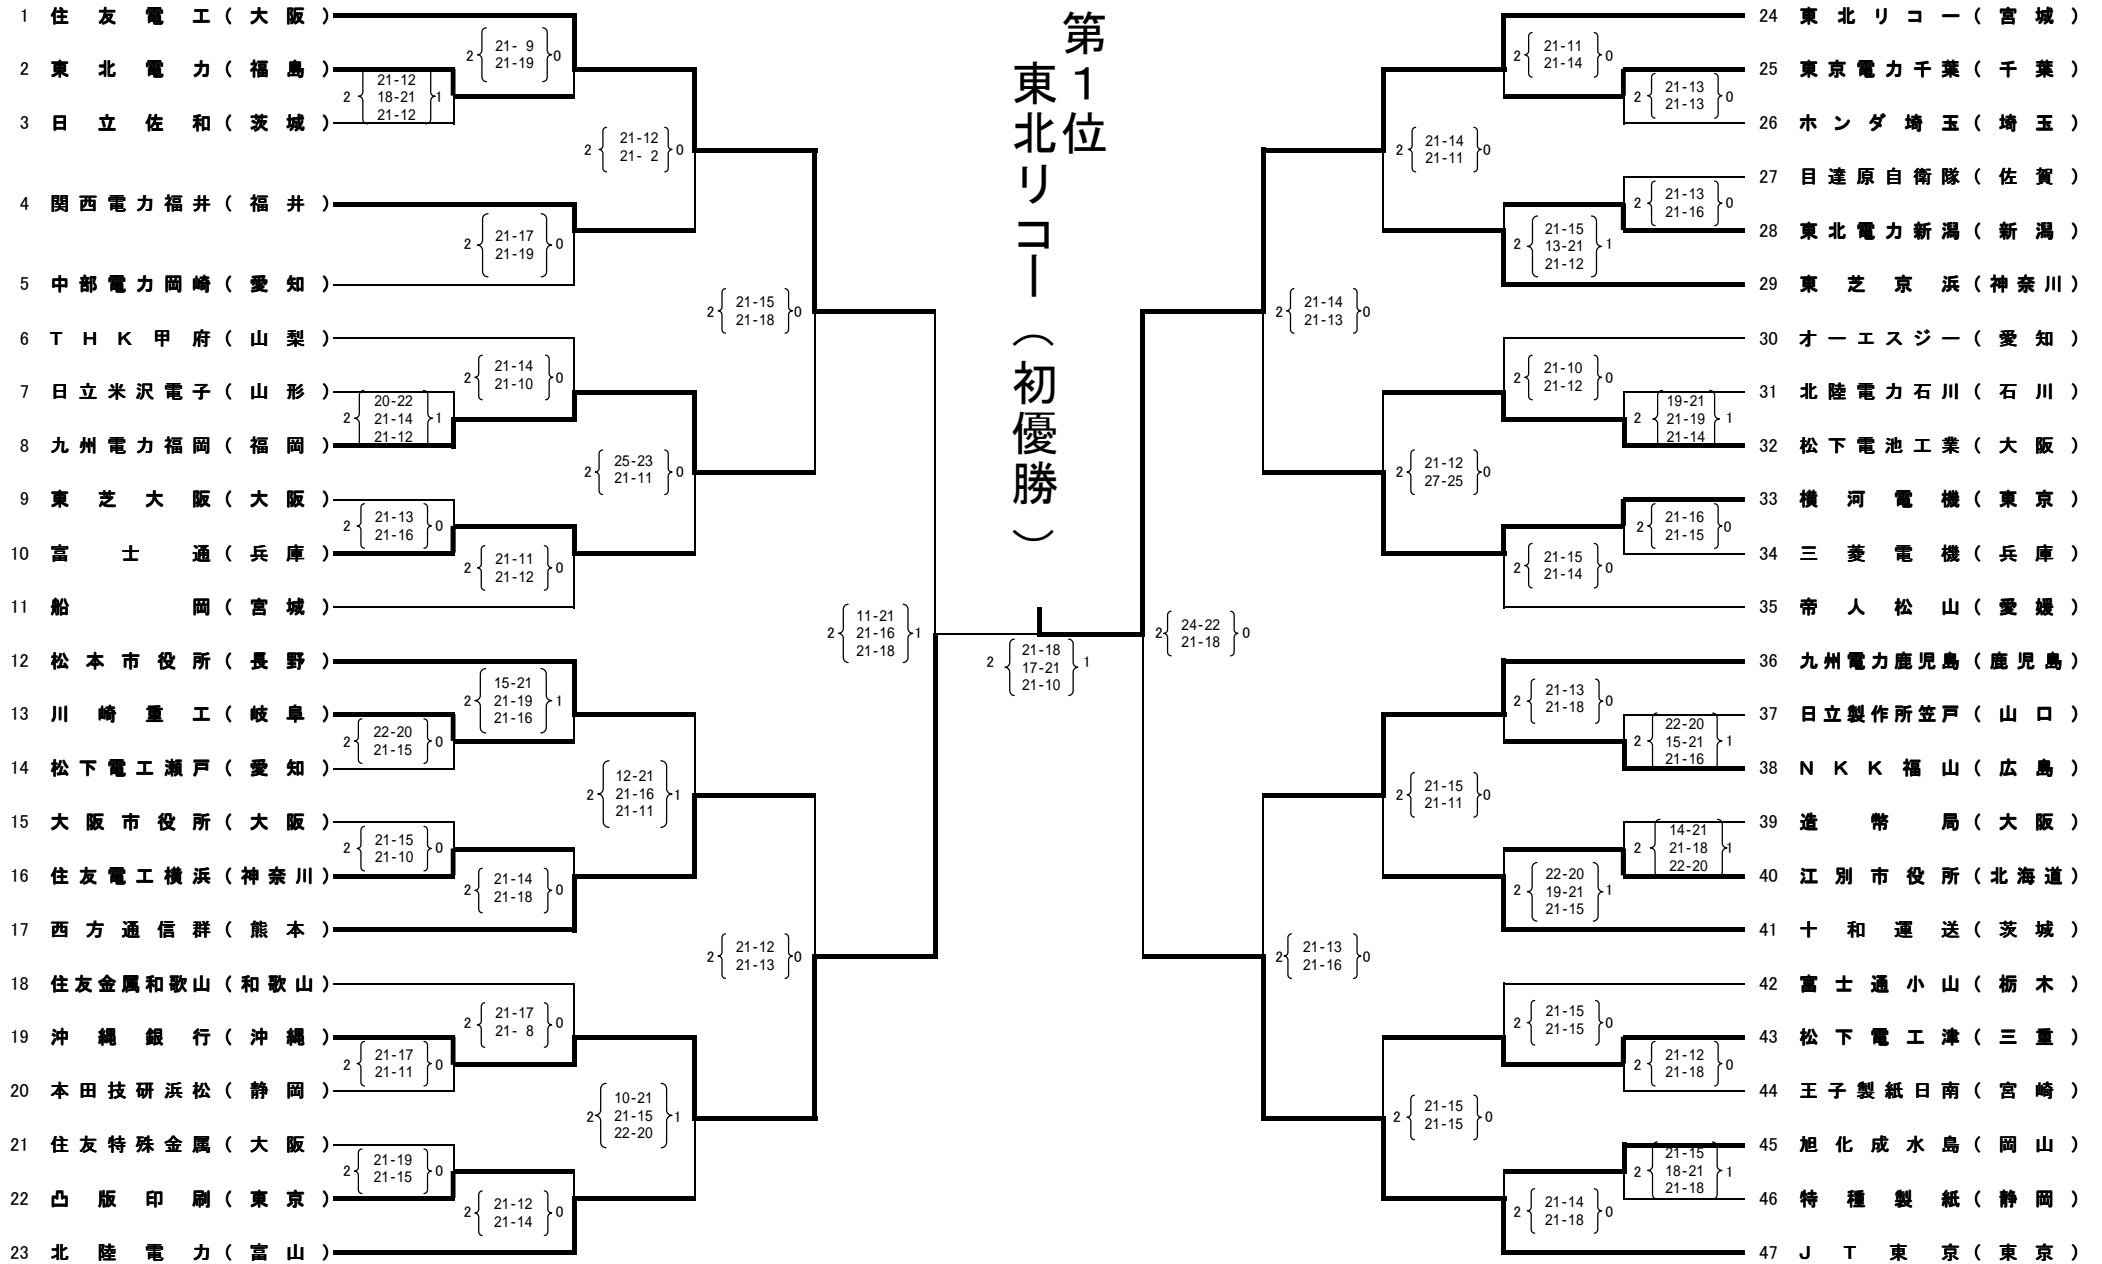 1 住友電工(大阪)
2 東北電力(福島)
3 日立佐和(茨城)
4 関西電力福井(福井)
5 中部電力岡崎(愛知)
6 THK甲府(山梨)
7 日立米沢電子(山形)
8 九州電力福岡(福岡)
9 東芝大阪(大阪)
10 富士通(兵庫)
11 船岡(宮城)
12 松本市役所(長野)
13 川崎重工(岐阜)
14 松下電工瀬戸(愛知)
15 大阪市役所(大阪)
16 住友電工横浜(神奈川)
17 西方通信群(熊本)
18 住友金属和歌山(和歌山)
19 沖縄銀行(沖縄)
20 本田技研浜松(静岡)
21 住友特殊金属(大阪)
22 凸版印刷(東京)
23 北陸電力(富山)
2 21-12 18-21 21-12 1
2 20-22 21-14 21-12 1
2 21-13 21-16 0
2 22-20 21-15 0
2 21-15 21-10 0
2 21-17 21-11 0
2 21-19 21-15 0
2 21- 9 21-19 0
2 21-17 21-19 0
2 21-14 21-10 0
2 21-11 21-12 0
2 15-21 21-19 21-16 1
2 21-14 21-18 0
2 21-17 21- 8 0
2 21-12 21-14 0
2 21-12 21- 2 0
2 25-23 21-11 0
2 12-21 21-16 21-11 1
2 10-21 21-15 22-20 1
2 21-15 21-18 0
2 21-12 21-13 0
2 11-21 21-16 21-18 1
第1位
東北リコー(初優勝)
2 21-18 17-21 21-10 1
2 24-22 21-18 0
2 21-14 21-13 0
2 21-13 21-16 0
2 21-14 21-11 0
2 21-12 27-25 0
2 21-15 21-11 0
2 21-15 21-15 0
2 21-11 21-14 0
2 21-15 13-21 21-12 1
2 21-10 21-12 0
2 21-15 21-14 0
2 21-13 21-18 0
2 22-20 19-21 21-15 1
2 21-15 21-15 0
2 21-14 21-18 0
2 21-13 21-13 0
2 21-13 21-16 0
2 19-21 21-19 21-14 1
2 21-16 21-15 0
2 22-20 15-21 21-16 1
2 14-21 21-18 22-20 1
2 21-12 21-18 0
2 21-15 18-21 21-18 1
24 東北リコー(宮城)
25 東京電力千葉(千葉)
26 ホンダ埼玉(埼玉)
27 目達原自衛隊(佐賀)
28 東北電力新潟(新潟)
29 東芝京浜(神奈川)
30 オーエスジー(愛知)
31 北陸電力石川(石川)
32 松下電池工業(大阪)
33 横河電機(東京)
34 三菱電機(兵庫)
35 帝人松山(愛媛)
36 九州電力鹿児島(鹿児島)
37 日立製作所笠戸(山口)
38 NKK福山(広島)
39 造幣局(大阪)
40 江別市役所(北海道)
41 十和運送(茨城)
42 富士通小山(栃木)
43 松下電工津(三重)
44 王子製紙日南(宮崎)
45 旭化成水島(岡山)
46 特種製紙(静岡)
47 JT東京(東京)